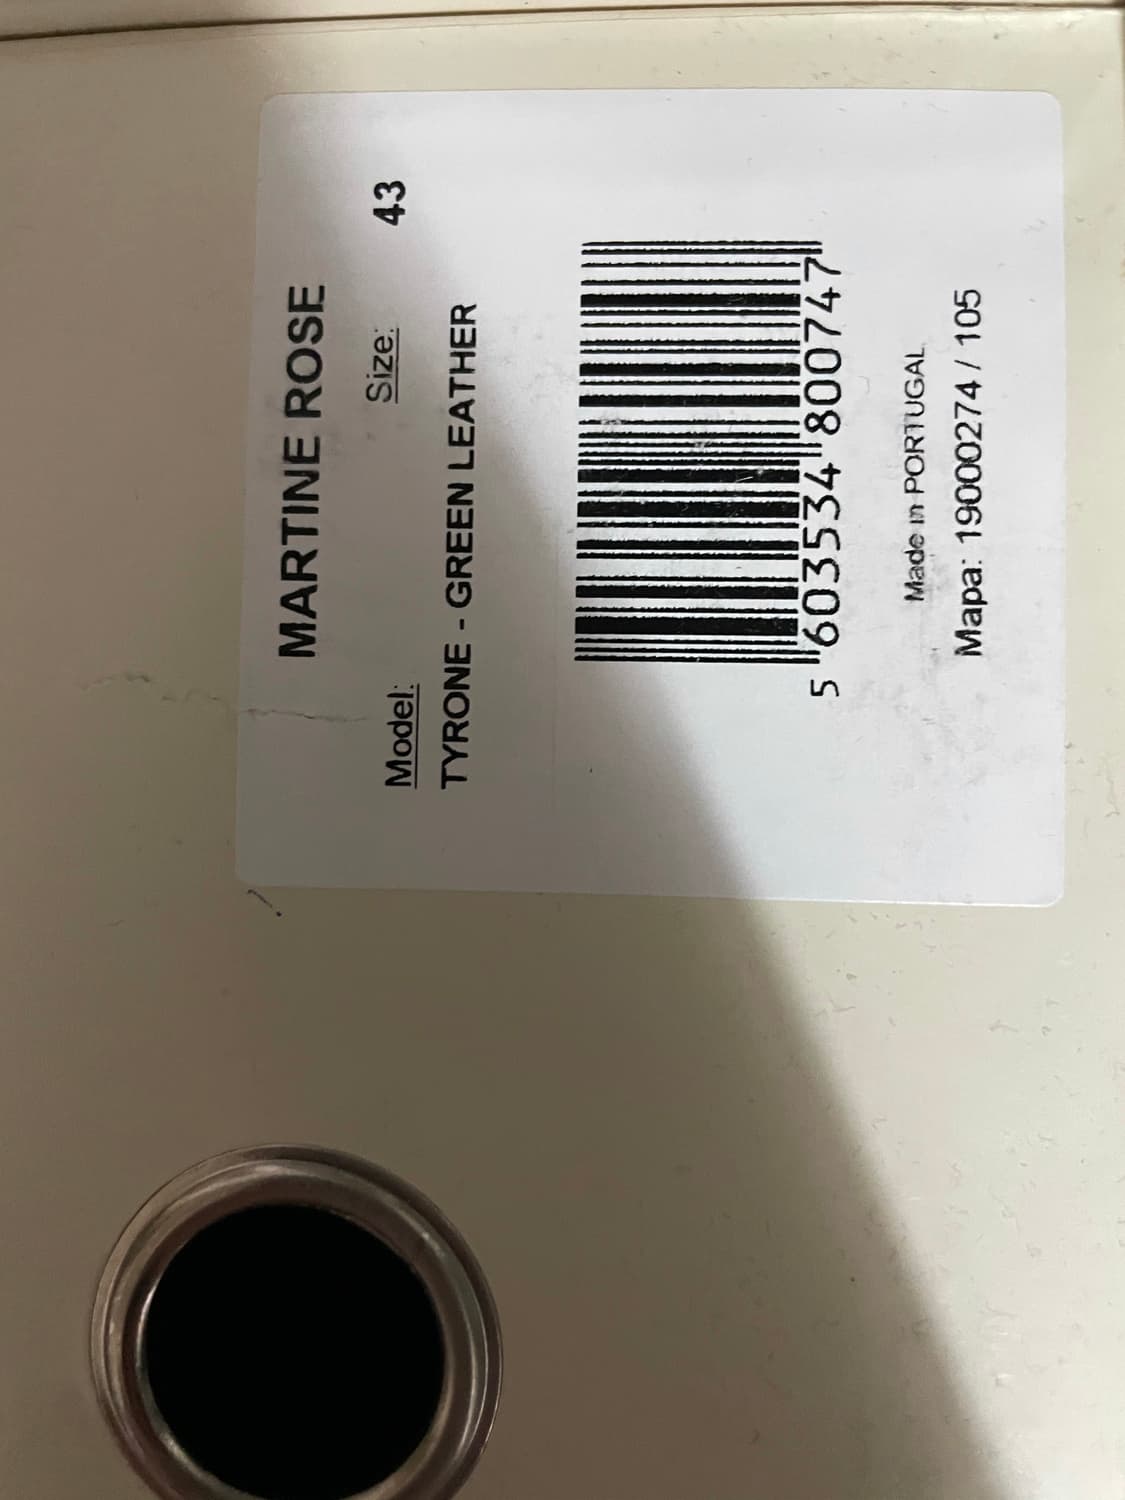 MARTINE ROSE
Model: Size: 43
TYRONE - GREEN LEATHER
5 603534 800747
Made in PORTUGAL
Mapa: 19000274 / 105